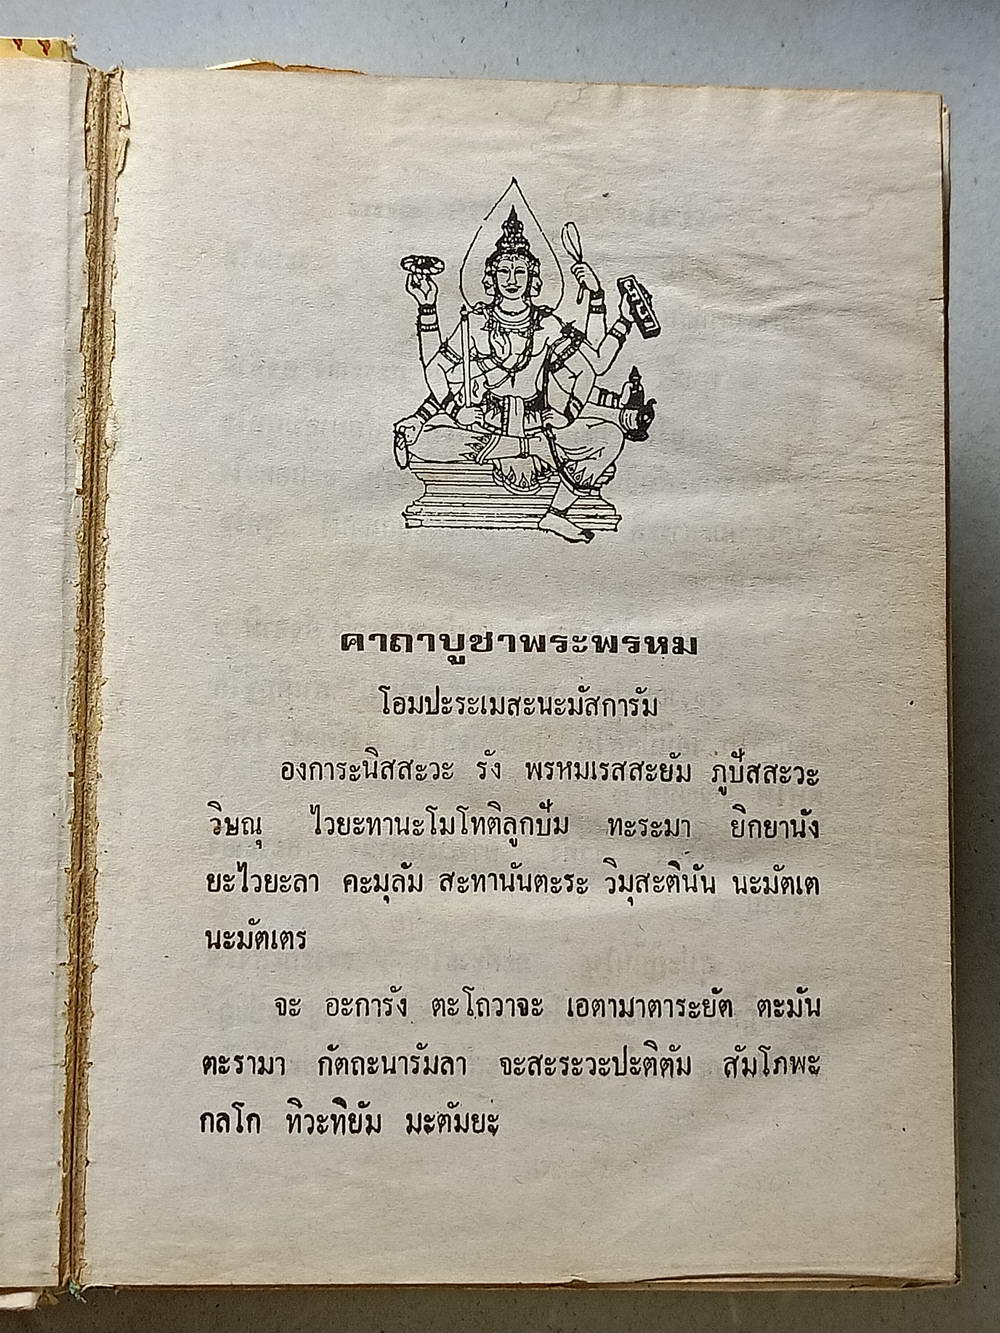 คาถาบูชาพระพรหม
โอมปะระเมสะนะมัสการัม
องการะนิสสะวะ รัง พรหมเรสสะยัม ภูปัสสะวะ
วิษณุ ไวยะทานะโมโทติลูกปัม ทะระมา ยิกยานัง
ยะไวยะลา คะมุลัม สะทานันตะระ วิมุสะตินัน นะมัตเต
นะมัตเตร
จะ อะการัง ตะโถวาจะ เอตามาตาระยัต ตะมัน
ตะรามา กัตถะนารัมลา จะสะระวะปะติตัม สัมโภพะ
กลโก ทิวะทิยัม มะตัมยะ